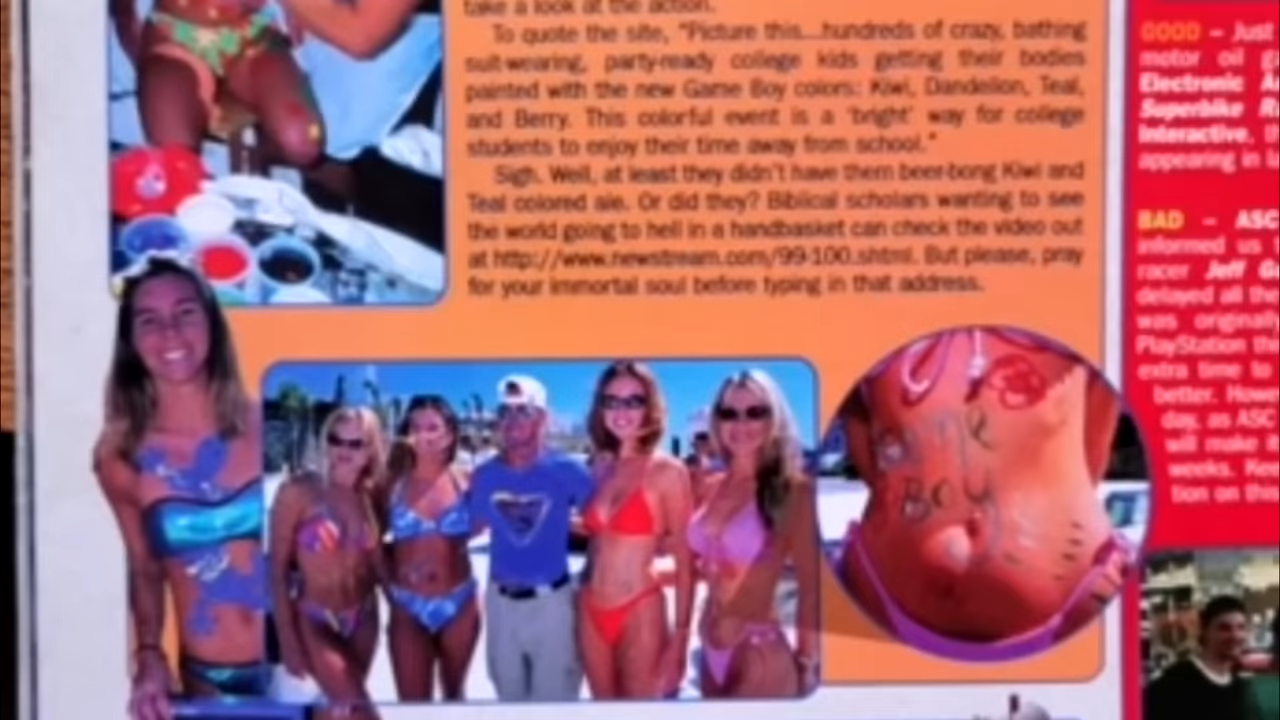 take a look at the action.
To quote the site, "Picture this...hundreds of crazy, bathing
suit-wearing, party-ready college kids getting their bodies
painted with the new Game Boy colors: Kiwi, Dandelion, Teal,
and Berry. This colorful event is a 'bright' way for college
students to enjoy their time away from school."
Sigh. Well, at least they didn't have them beer-bong Kiwi and
Teal colored ale. Or did they? Biblical scholars wanting to see
the world going to hell in a handbasket can check the video out
at http://www.newstream.com/99-100.shtml. But please, pray
for your immortal soul before typing in that address.
GOOD – Just
motor oil
Electronic
Superbike
Interactive,
appearing in
BAD – ASC
informed us
racer Jeff
delayed all the
was originally
PlayStation
extra time to
better.
day, as ASC
will make
weeks.
tion on this
BOY